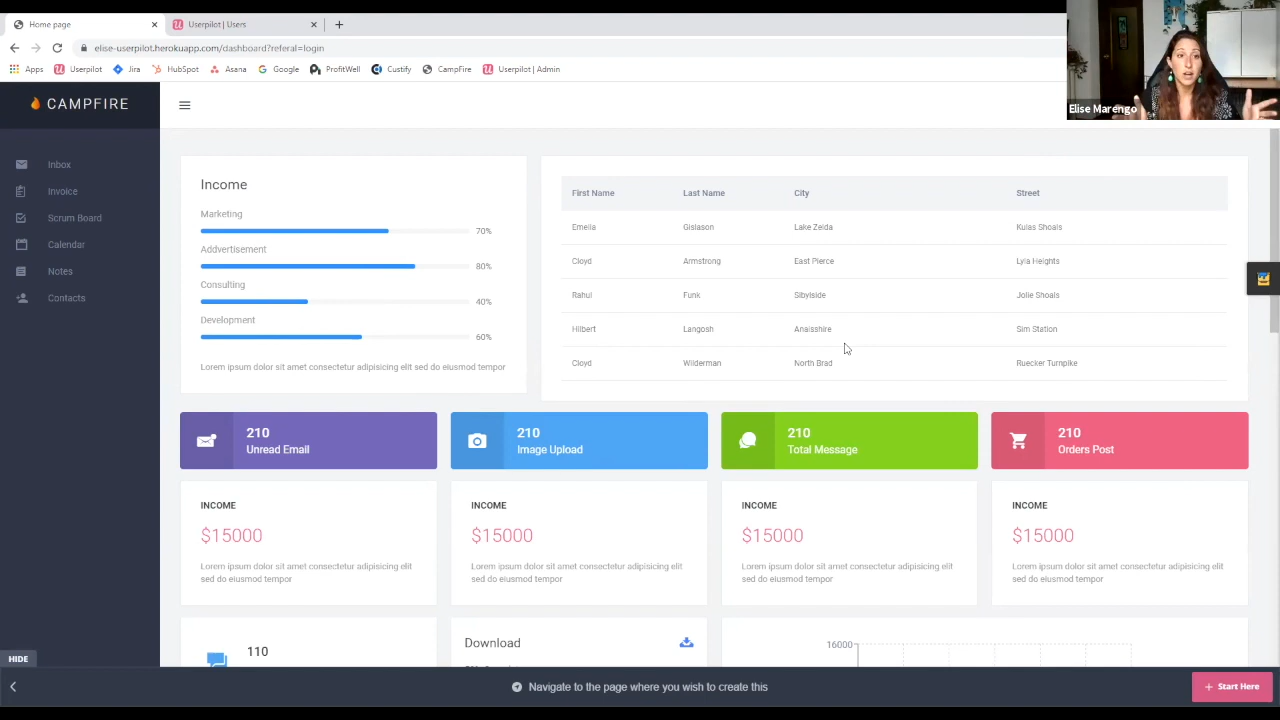 Home page
Userpilot | Users
elise-userpilot.herokuapp.com/dashboard?referal=login
Apps Userpilot Jira HubSpot Asana Google ProfitWell Custify CampFire Userpilot | Admin
Elise Marengo
CAMPFIRE
Inbox
Invoice
Scrum Board
Calendar
Notes
Contacts
Income
Marketing
70%
Addvertisement
80%
Consulting
40%
Development
60%
Lorem ipsum dolor sit amet consectetur adipisicing elit sed do eiusmod tempor
First Name Last Name City Street
Emelia Gislason Lake Zelda Kulas Shoals
Cloyd Armstrong East Pierce Lyla Heights
Rahul Funk Sibylside Jolie Shoals
Hilbert Langosh Anaisshire Sim Station
Cloyd Wilderman North Brad Ruecker Turnpike
210
Unread Email
210
Image Upload
210
Total Message
210
Orders Post
INCOME
$15000
Lorem ipsum dolor sit amet consectetur adipisicing elit
sed do eiusmod tempor
INCOME
$15000
Lorem ipsum dolor sit amet consectetur adipisicing elit
sed do eiusmod tempor
INCOME
$15000
Lorem ipsum dolor sit amet consectetur adipisicing elit
sed do eiusmod tempor
INCOME
$15000
Lorem ipsum dolor sit amet consectetur adipisicing elit
sed do eiusmod tempor
110
Download
16000
HIDE
Navigate to the page where you wish to create this
+ Start Here